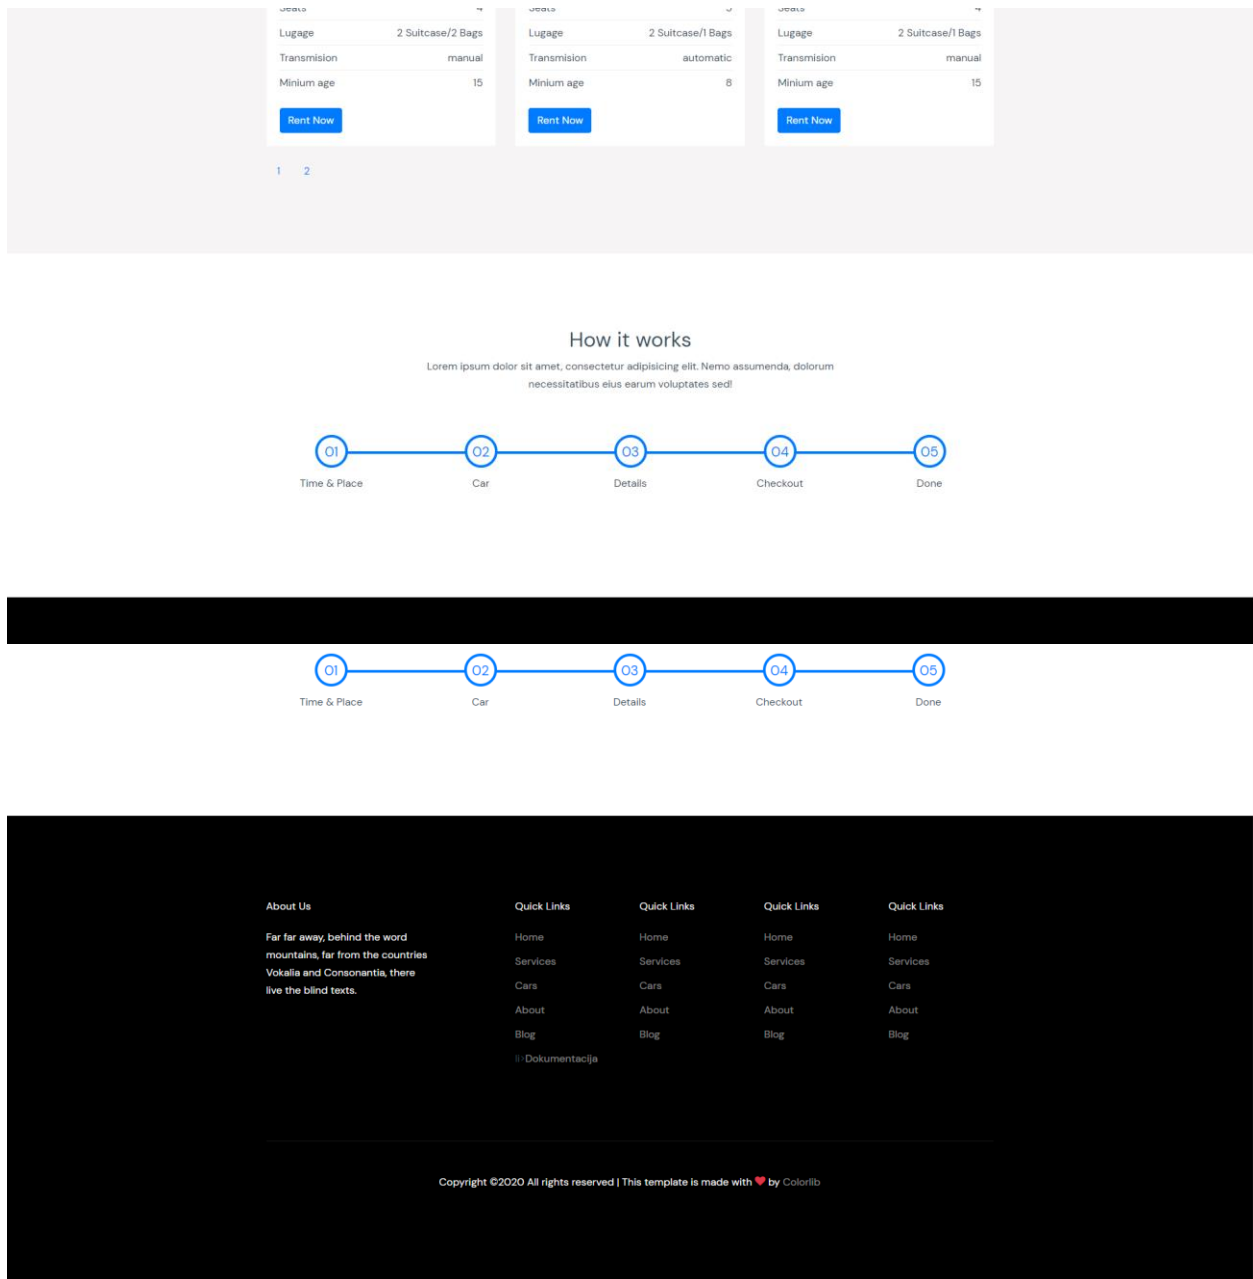 Seats 4 Seats 5 Seats 4
Lugage 2 Suitcase/2 Bags Lugage 2 Suitcase/1 Bags Lugage 2 Suitcase/1 Bags
Transmision manual Transmision automatic Transmision manual
Minium age 15 Minium age 8 Minium age 15
Rent Now Rent Now Rent Now
1 2
How it works
Lorem ipsum dolor sit amet, consectetur adipisicing elit. Nemo assumenda, dolorum
necessitatibus eius earum voluptates sed!
01 02 03 04 05
Time & Place Car Details Checkout Done
01 02 03 04 05
Time & Place Car Details Checkout Done
About Us Quick Links Quick Links Quick Links Quick Links
Far far away, behind the word
mountains, far from the countries
Vokalia and Consonantia, there
live the blind texts.
Home Home Home Home
Services Services Services Services
Cars Cars Cars Cars
About About About About
Blog Blog Blog Blog
li>Dokumentacija
Copyright ©2020 All rights reserved | This template is made with ❤ by Colorlib